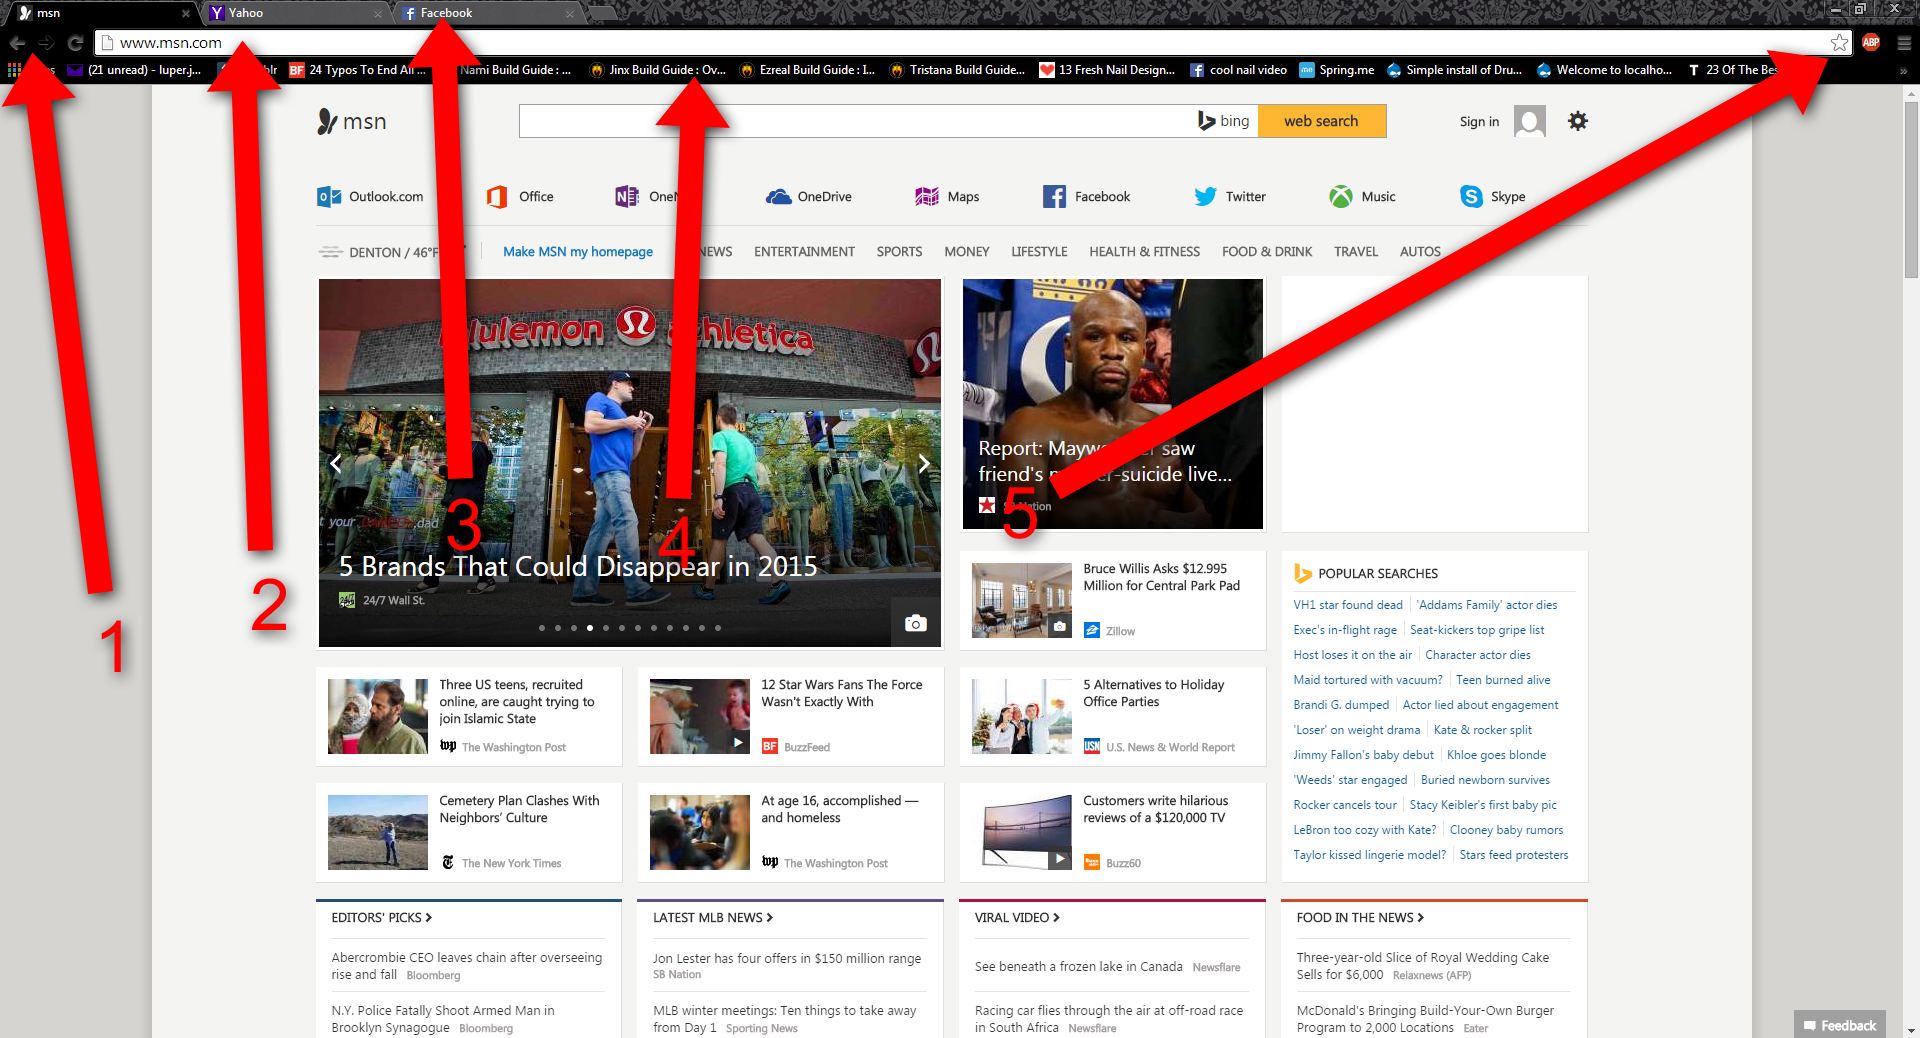 msn
Yahoo
Facebook
www.msn.com
ABP
(21 unread) - luper.j...
BF 24 Typos To End All ...
Nami Build Guide : ...
Jinx Build Guide : Ov...
Ezreal Build Guide : I...
Tristana Build Guide...
13 Fresh Nail Design...
cool nail video
me Spring.me
Simple install of Dru...
Welcome to localho...
T 23 Of The Bes
msn
bing
web search
Sign in
Outlook.com
Office
OneDrive
Maps
Facebook
Twitter
Music
Skype
DENTON / 46°F
Make MSN my homepage
NEWS
ENTERTAINMENT
SPORTS
MONEY
LIFESTYLE
HEALTH & FITNESS
FOOD & DRINK
TRAVEL
AUTOS
lululemon athletica
5 Brands That Could Disappear in 2015
24/7 Wall St.
1
2
3
4
5
Report: Mayw saw
friend's -suicide live...
Bruce Willis Asks $12.995
Million for Central Park Pad
Zillow
POPULAR SEARCHES
VH1 star found dead | 'Addams Family' actor dies
Exec's in-flight rage | Seat-kickers top gripe list
Host loses it on the air | Character actor dies
Maid tortured with vacuum? | Teen burned alive
Brandi G. dumped | Actor lied about engagement
'Loser' on weight drama | Kate & rocker split
Jimmy Fallon's baby debut | Khloe goes blonde
'Weeds' star engaged | Buried newborn survives
Rocker cancels tour | Stacy Keibler's first baby pic
LeBron too cozy with Kate? | Clooney baby rumors
Taylor kissed lingerie model? | Stars feed protesters
Three US teens, recruited
online, are caught trying to
join Islamic State
wp The Washington Post
12 Star Wars Fans The Force
Wasn't Exactly With
BF BuzzFeed
5 Alternatives to Holiday
Office Parties
USN U.S. News & World Report
Cemetery Plan Clashes With
Neighbors' Culture
The New York Times
At age 16, accomplished —
and homeless
wp The Washington Post
Customers write hilarious
reviews of a $120,000 TV
Buzz60
EDITORS' PICKS
Abercrombie CEO leaves chain after overseeing
rise and fall Bloomberg
N.Y. Police Fatally Shoot Armed Man in
Brooklyn Synagogue Bloomberg
LATEST MLB NEWS
Jon Lester has four offers in $150 million range
SB Nation
MLB winter meetings: Ten things to take away
from Day 1 Sporting News
VIRAL VIDEO
See beneath a frozen lake in Canada Newsflare
Racing car flies through the air at off-road race
in South Africa Newsflare
FOOD IN THE NEWS
Three-year-old Slice of Royal Wedding Cake
Sells for $6,000 Relaxnews (AFP)
McDonald's Bringing Build-Your-Own Burger
Program to 2,000 Locations Eater
Feedback